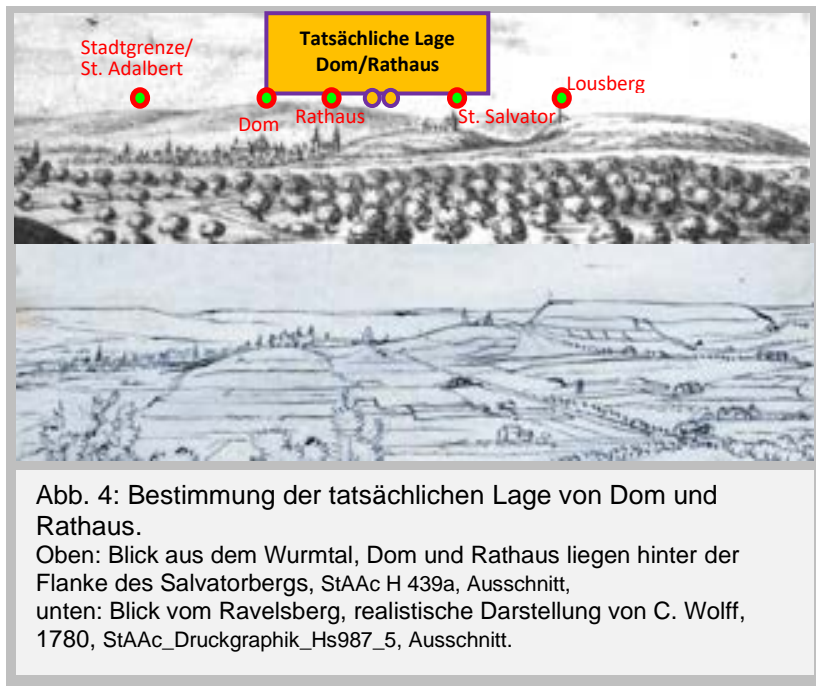 Tatsächliche Lage
Dom/Rathaus
Stadtgrenze/
St. Adalbert
Dom
Rathaus
St. Salvator
Lousberg
Abb. 4: Bestimmung der tatsächlichen Lage von Dom und
Rathaus.
Oben: Blick aus dem Wurmtal, Dom und Rathaus liegen hinter der
Flanke des Salvatorbergs, StAAc H 439a, Ausschnitt,
unten: Blick vom Ravelsberg, realistische Darstellung von C. Wolff,
1780, StAAc_Druckgraphik_Hs987_5, Ausschnitt.